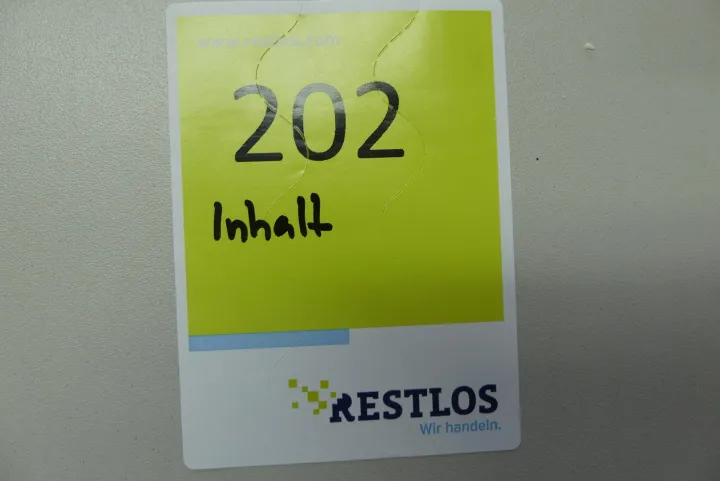 www.restlos.com
202
Inhalt
RESTLOS
Wir handeln.